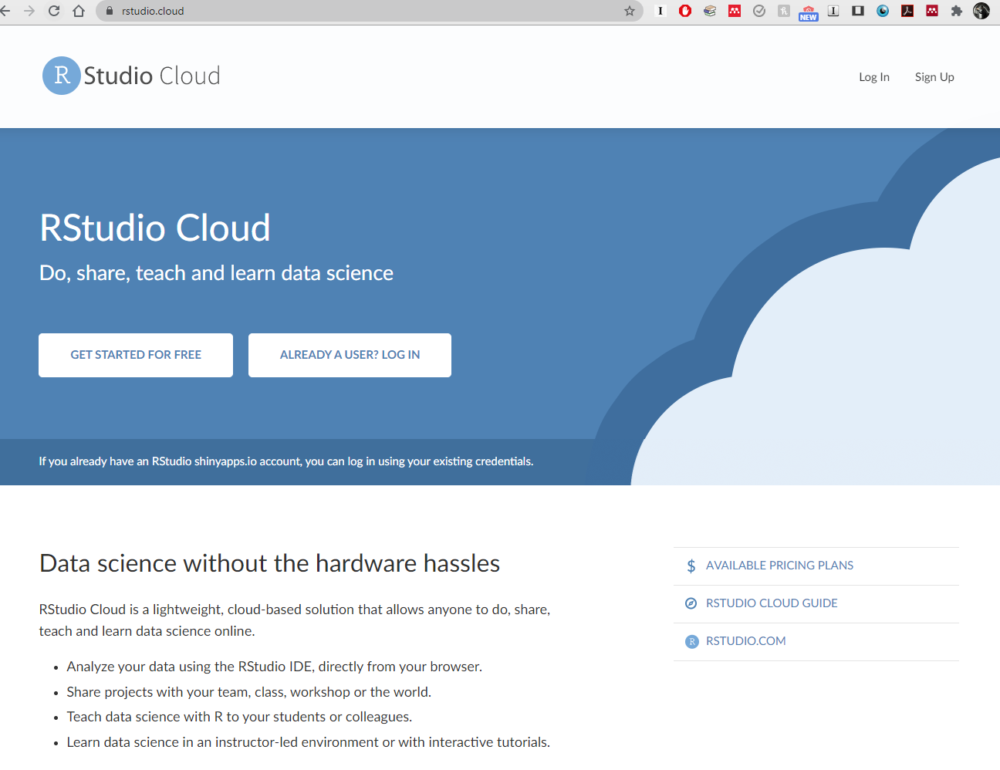 rstudio.cloud
NEW
R Studio Cloud
Log In
Sign Up
RStudio Cloud
Do, share, teach and learn data science
GET STARTED FOR FREE
ALREADY A USER? LOG IN
If you already have an RStudio shinyapps.io account, you can log in using your existing credentials.
Data science without the hardware hassles
RStudio Cloud is a lightweight, cloud-based solution that allows anyone to do, share,
teach and learn data science online.
• Analyze your data using the RStudio IDE, directly from your browser.
• Share projects with your team, class, workshop or the world.
• Teach data science with R to your students or colleagues.
• Learn data science in an instructor-led environment or with interactive tutorials.
$ AVAILABLE PRICING PLANS
RSTUDIO CLOUD GUIDE
R RSTUDIO.COM